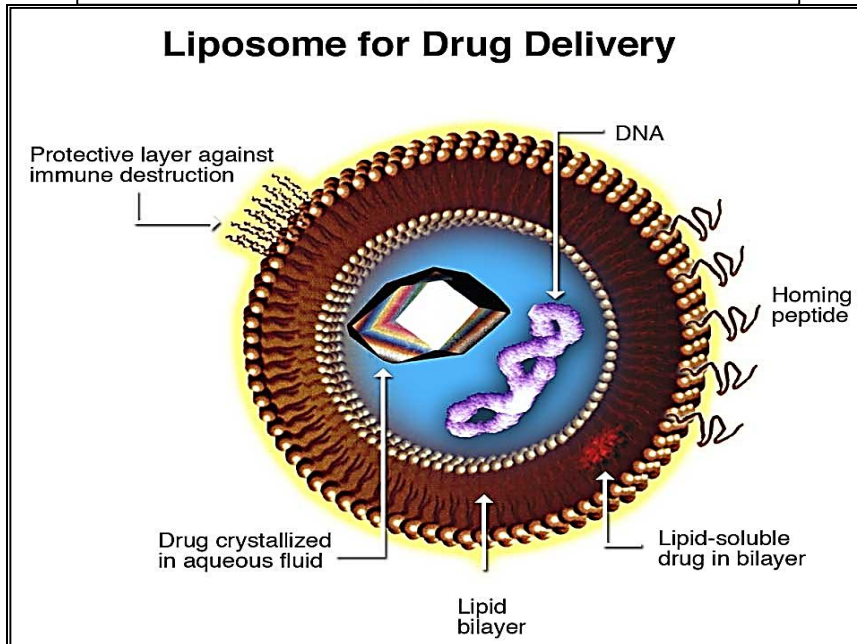 Liposome for Drug Delivery
DNA
Protective layer against
immune destruction
Homing
peptide
Drug crystallized
in aqueous fluid
Lipid-soluble
drug in bilayer
Lipid
bilayer